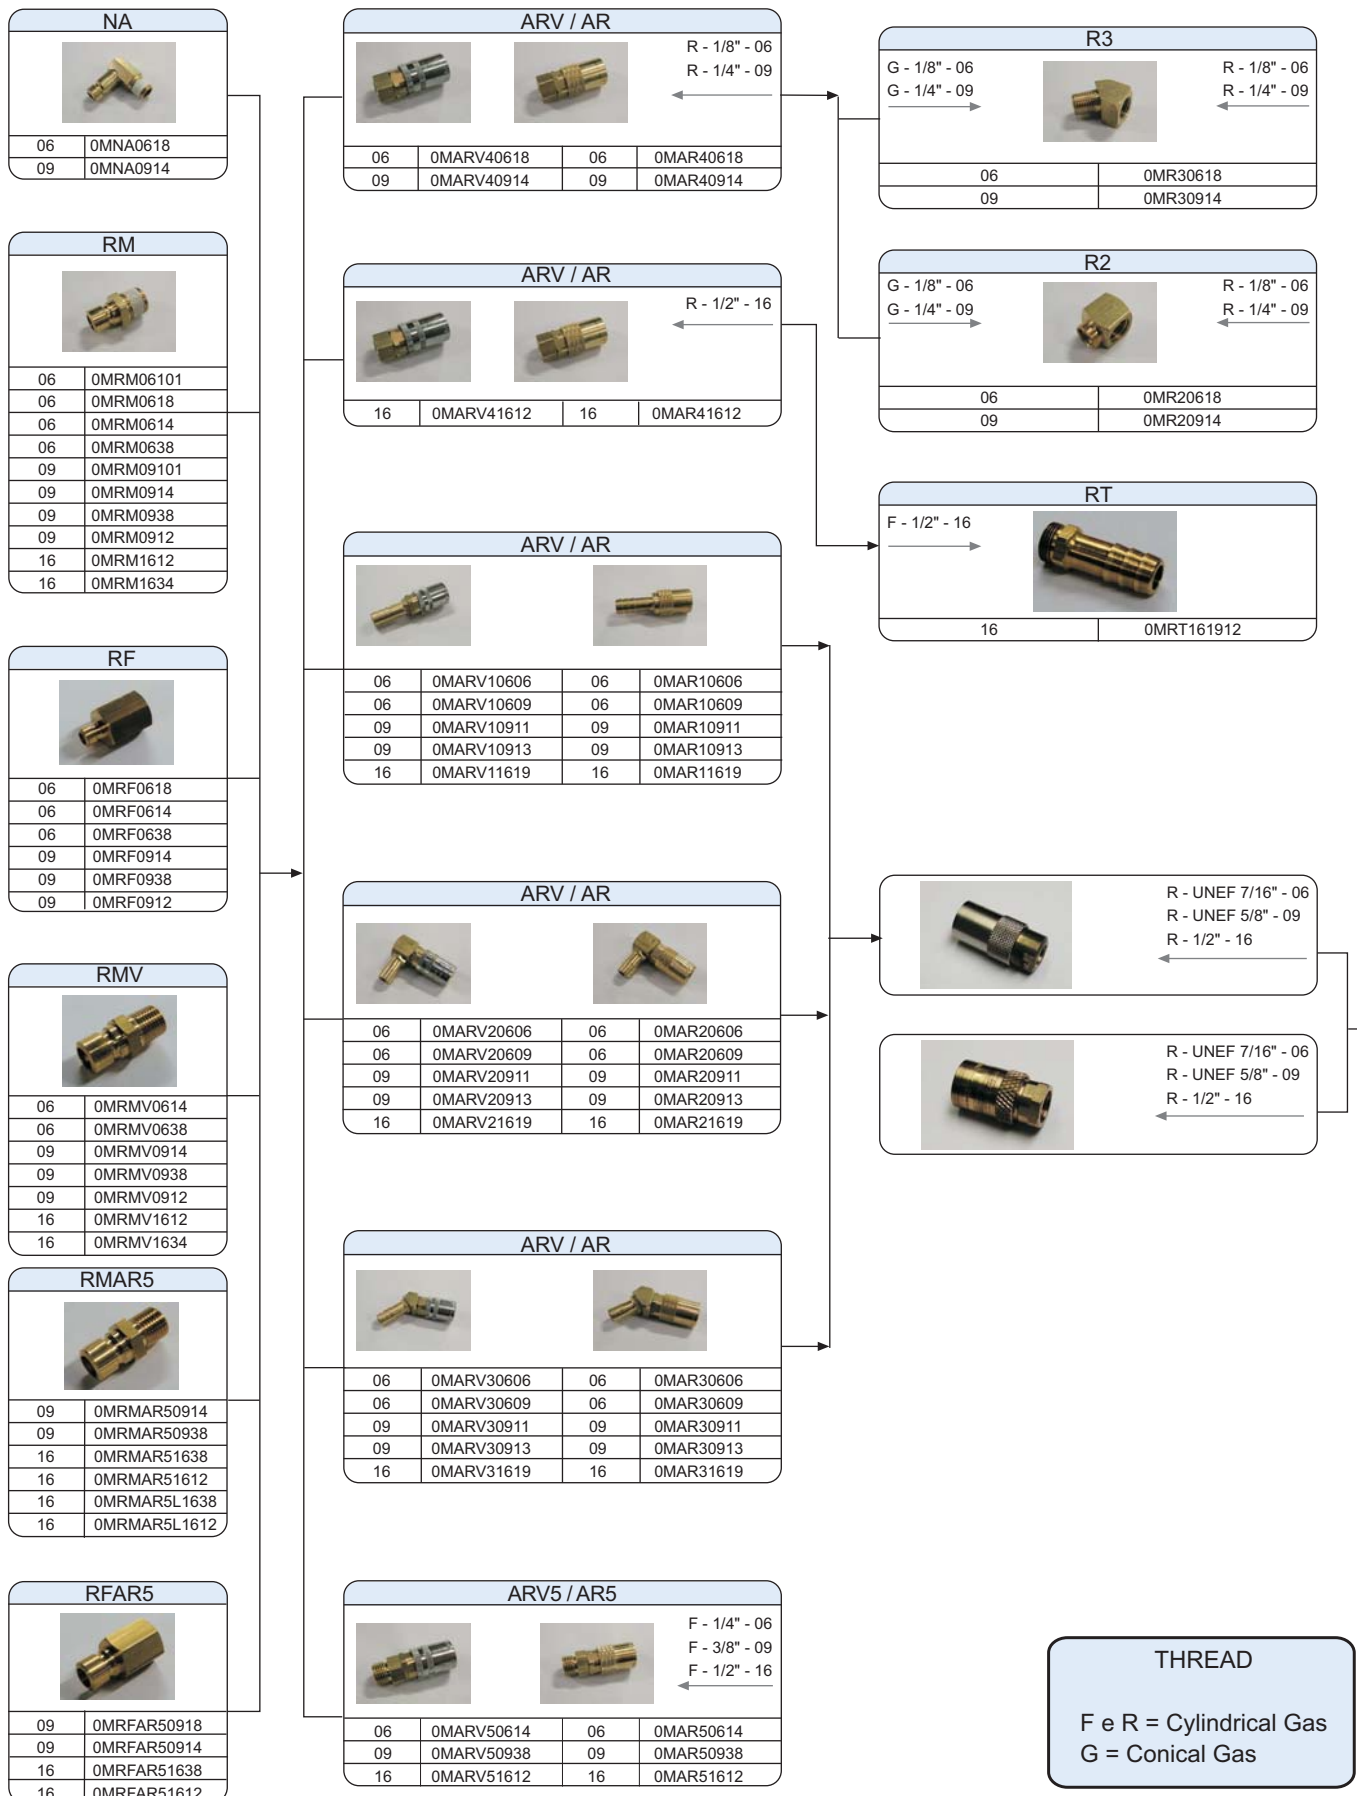 NA
06 0MNA0618
09 0MNA0914
RM
06 0MRM06101
06 0MRM0618
06 0MRM0614
06 0MRM0638
09 0MRM09101
09 0MRM0914
09 0MRM0938
09 0MRM0912
16 0MRM1612
16 0MRM1634
RF
06 0MRF0618
06 0MRF0614
06 0MRF0638
09 0MRF0914
09 0MRF0938
09 0MRF0912
RMV
06 0MRMV0614
06 0MRMV0638
09 0MRMV0914
09 0MRMV0938
09 0MRMV0912
16 0MRMV1612
16 0MRMV1634
RMAR5
09 0MRMAR50914
09 0MRMAR50938
16 0MRMAR51638
16 0MRMAR51612
16 0MRMAR5L1638
16 0MRMAR5L1612
RFAR5
09 0MRFAR50918
09 0MRFAR50914
16 0MRFAR51638
16 0MRFAR51612
ARV / AR
R - 1/8" - 06
R - 1/4" - 09
06 0MARV40618 06 0MAR40618
09 0MARV40914 09 0MAR40914
ARV / AR
R - 1/2" - 16
16 0MARV41612 16 0MAR41612
ARV / AR
06 0MARV10606 06 0MAR10606
06 0MARV10609 06 0MAR10609
09 0MARV10911 09 0MAR10911
09 0MARV10913 09 0MAR10913
16 0MARV11619 16 0MAR11619
ARV / AR
06 0MARV20606 06 0MAR20606
06 0MARV20609 06 0MAR20609
09 0MARV20911 09 0MAR20911
09 0MARV20913 09 0MAR20913
16 0MARV21619 16 0MAR21619
ARV / AR
06 0MARV30606 06 0MAR30606
06 0MARV30609 06 0MAR30609
09 0MARV30911 09 0MAR30911
09 0MARV30913 09 0MAR30913
16 0MARV31619 16 0MAR31619
ARV5 / AR5
F - 1/4" - 06
F - 3/8" - 09
F - 1/2" - 16
06 0MARV50614 06 0MAR50614
09 0MARV50938 09 0MAR50938
16 0MARV51612 16 0MAR51612
R3
G - 1/8" - 06 R - 1/8" - 06
G - 1/4" - 09 R - 1/4" - 09
06 0MR30618
09 0MR30914
R2
G - 1/8" - 06 R - 1/8" - 06
G - 1/4" - 09 R - 1/4" - 09
06 0MR20618
09 0MR20914
RT
F - 1/2" - 16
16 0MRT161912
R - UNEF 7/16" - 06
R - UNEF 5/8" - 09
R - 1/2" - 16
R - UNEF 7/16" - 06
R - UNEF 5/8" - 09
R - 1/2" - 16
THREAD
F e R = Cylindrical Gas
G = Conical Gas